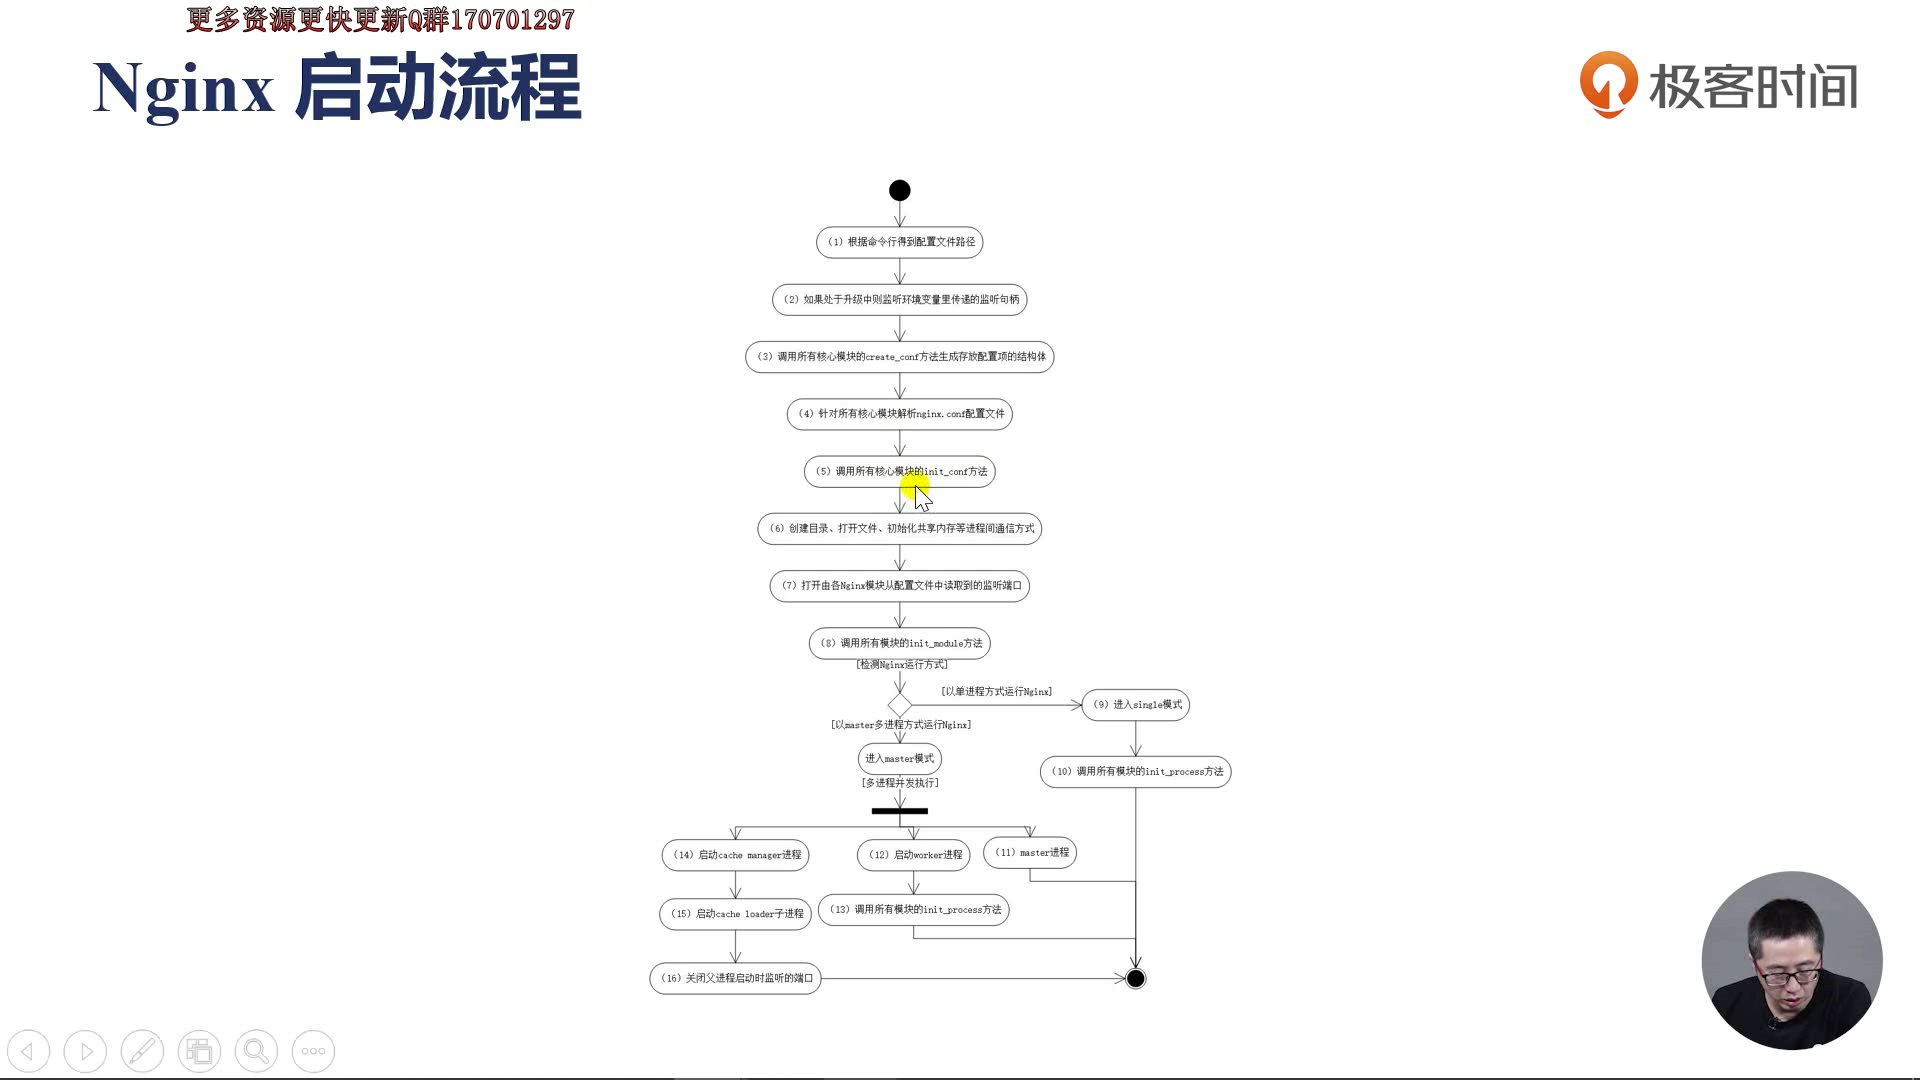 更多资源更快更新Q群170701297
Nginx 启动流程
极客时间
(1) 根据命令行得到配置文件路径
(2) 如果处于升级中则监听环境变量里传递的监听句柄
(3) 调用所有核心模块的create_conf方法生成存放配置项的结构体
(4) 针对所有核心模块解析nginx.conf配置文件
(5) 调用所有核心模块的init_conf方法
(6) 创建目录、打开文件、初始化共享内存等进程间通信方式
(7) 打开由各Nginx模块从配置文件中读取到的监听端口
(8) 调用所有模块的init_module方法
[检测Nginx运行方式]
[以单进程方式运行Nginx]
(9) 进入single模式
[以master多进程方式运行Nginx]
进入master模式
(10) 调用所有模块的init_process方法
[多进程并发执行]
(14) 启动cache manager进程
(12) 启动worker进程
(11) master进程
(15) 启动cache loader子进程
(13) 调用所有模块的init_process方法
(16) 关闭父进程启动时监听的端口